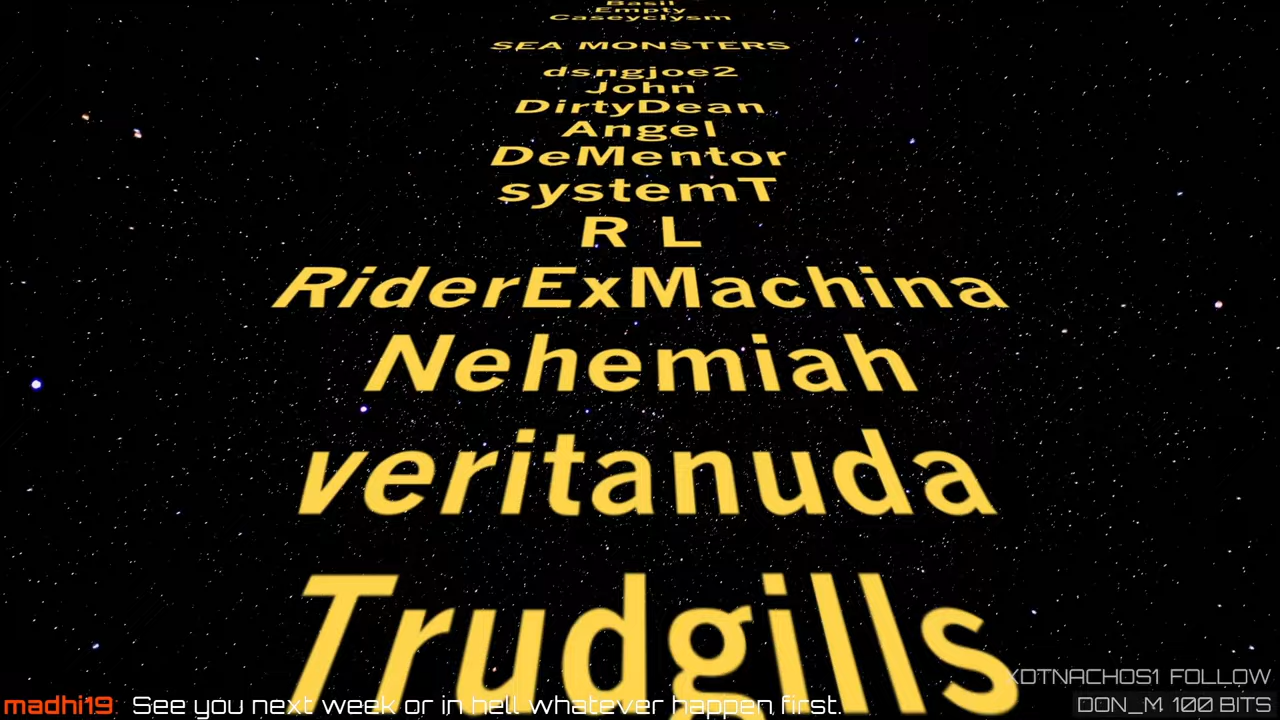 Basil
Empty
Caseyclysm
SEA MONSTERS
dsngjoe2
John
DirtyDean
Angel
DeMentor
systemT
R L
RiderExMachina
Nehemiah
veritanuda
Trudgills
XOTNACHOS1 FOLLOW
DON_M 100 BITS
madhi19: See you next week or in hell whatever happen first.